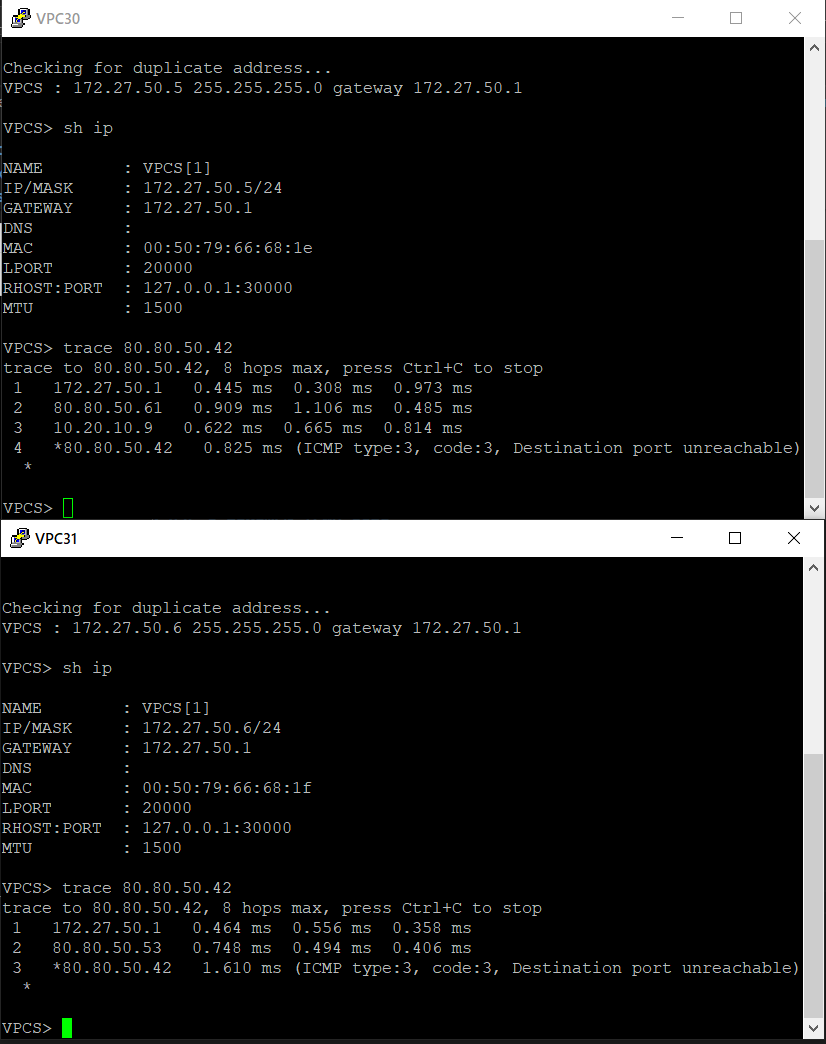 VPC30
Checking for duplicate address...
VPCS : 172.27.50.5 255.255.255.0 gateway 172.27.50.1
VPCS> sh ip
NAME : VPCS[1]
IP/MASK : 172.27.50.5/24
GATEWAY : 172.27.50.1
DNS :
MAC : 00:50:79:66:68:1e
LPORT : 20000
RHOST:PORT : 127.0.0.1:30000
MTU : 1500
VPCS> trace 80.80.50.42
trace to 80.80.50.42, 8 hops max, press Ctrl+C to stop
1 172.27.50.1 0.445 ms 0.308 ms 0.973 ms
2 80.80.50.61 0.909 ms 1.106 ms 0.485 ms
3 10.20.10.9 0.622 ms 0.665 ms 0.814 ms
4 *80.80.50.42 0.825 ms (ICMP type:3, code:3, Destination port unreachable)
*
VPCS>
VPC31
Checking for duplicate address...
VPCS : 172.27.50.6 255.255.255.0 gateway 172.27.50.1
VPCS> sh ip
NAME : VPCS[1]
IP/MASK : 172.27.50.6/24
GATEWAY : 172.27.50.1
DNS :
MAC : 00:50:79:66:68:1f
LPORT : 20000
RHOST:PORT : 127.0.0.1:30000
MTU : 1500
VPCS> trace 80.80.50.42
trace to 80.80.50.42, 8 hops max, press Ctrl+C to stop
1 172.27.50.1 0.464 ms 0.556 ms 0.358 ms
2 80.80.50.53 0.748 ms 0.494 ms 0.406 ms
3 *80.80.50.42 1.610 ms (ICMP type:3, code:3, Destination port unreachable)
*
VPCS>